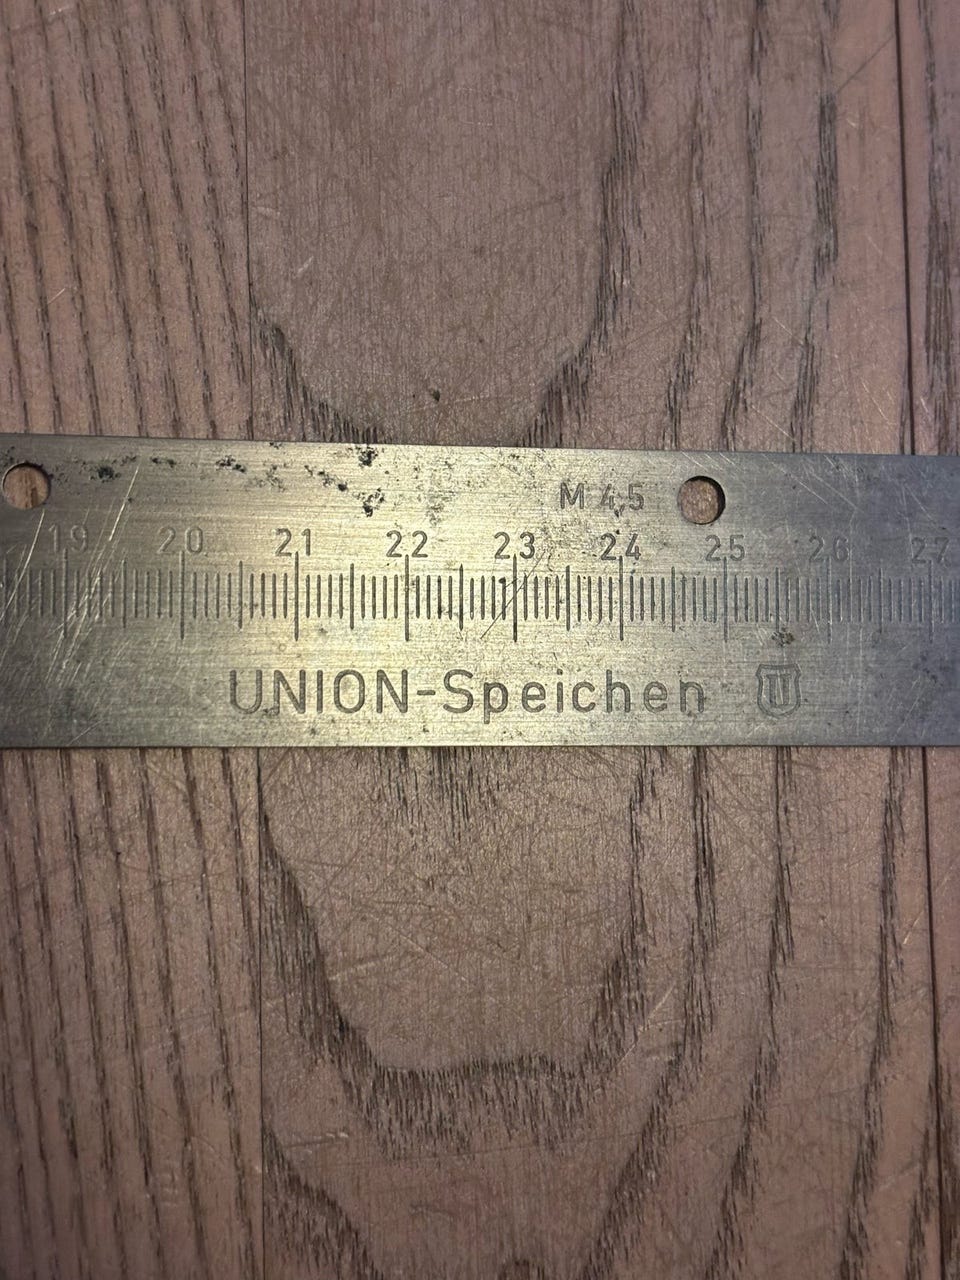 M 4,5
19 20 21 22 23 24 25 26 27
UNION-Speichen U